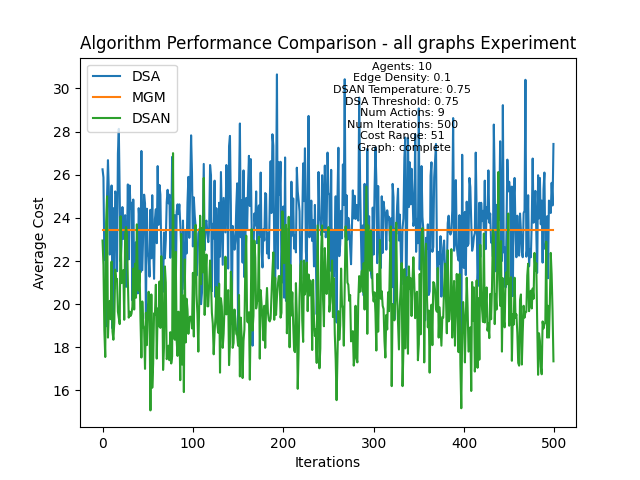 Algorithm Performance Comparison - all graphs Experiment
DSA
MGM
DSAN
Agents: 10
Edge Density: 0.1
DSAN Temperature: 0.75
DSA Threshold: 0.75
Num Actions: 9
Num Iterations: 500
Cost Range: 51
Graph: complete
Average Cost
30
28
26
24
22
20
18
16
0
100
200
300
400
500
Iterations